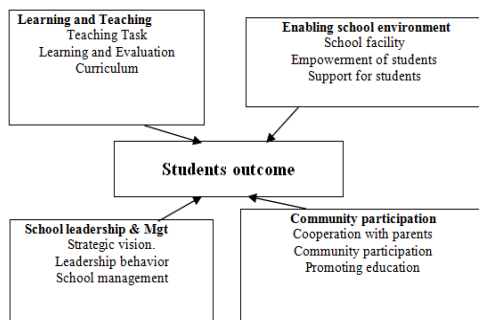 Learning and Teaching
Teaching Task
Learning and Evaluation
Curriculum
Enabling school environment
School facility
Empowerment of students
Support for students
Students outcome
School leadership & Mgt
Strategic vision.
Leadership behavior
School management
Community participation
Cooperation with parents
Community participation
Promoting education